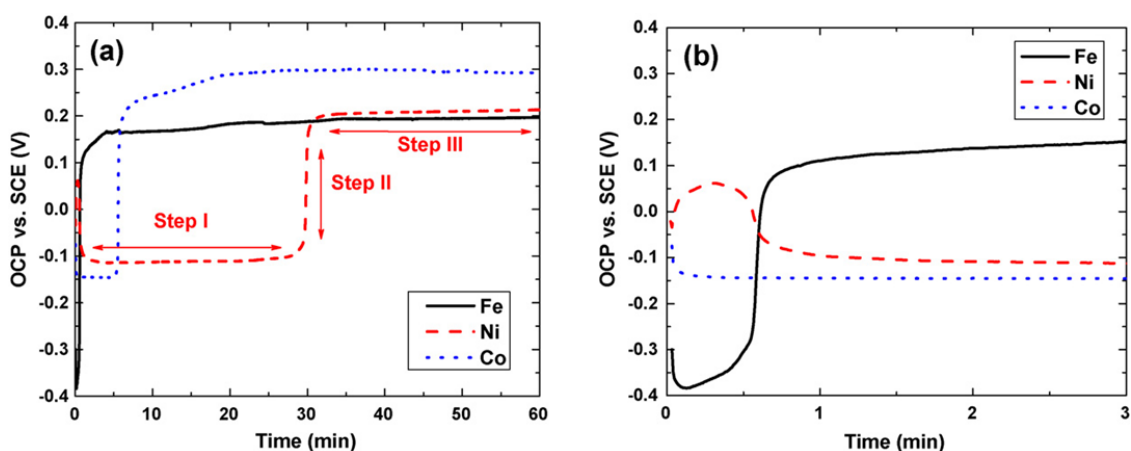 (a)
OCP vs. SCE (V)
0.4
0.3
0.2
0.1
0.0
-0.1
-0.2
-0.3
-0.4
Step III
Step II
Step I
Fe
Ni
Co
0 10 20 30 40 50 60
Time (min)
(b)
OCP vs. SCE (V)
0.4
0.3
0.2
0.1
0.0
-0.1
-0.2
-0.3
-0.4
Fe
Ni
Co
0 1 2 3
Time (min)